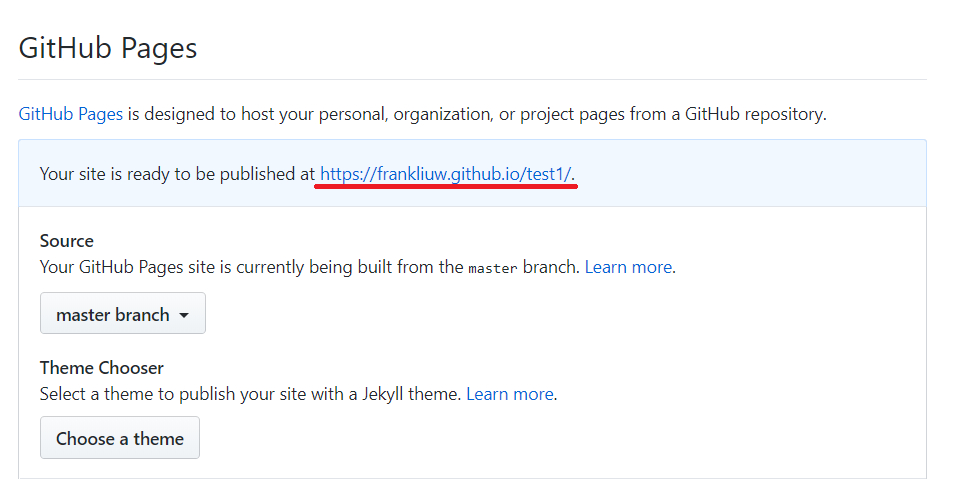 GitHub Pages
GitHub Pages is designed to host your personal, organization, or project pages from a GitHub repository.
Your site is ready to be published at https://frankliuw.github.io/test1/.
Source
Your GitHub Pages site is currently being built from the master branch. Learn more.
master branch
Theme Chooser
Select a theme to publish your site with a Jekyll theme. Learn more.
Choose a theme